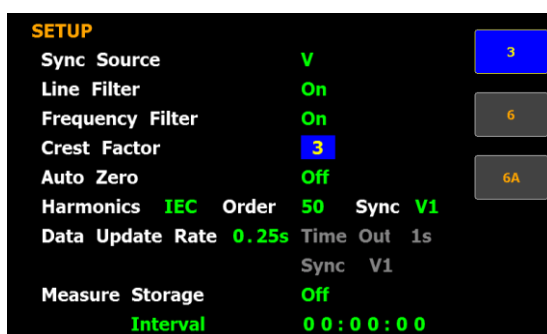 SETUP
Sync Source V
Line Filter On
Frequency Filter On
Crest Factor 3
Auto Zero Off
Harmonics IEC Order 50 Sync V1
Data Update Rate 0.25s Time Out 1s
Sync V1
Measure Storage Off
Interval 00:00:00
3
6
6A